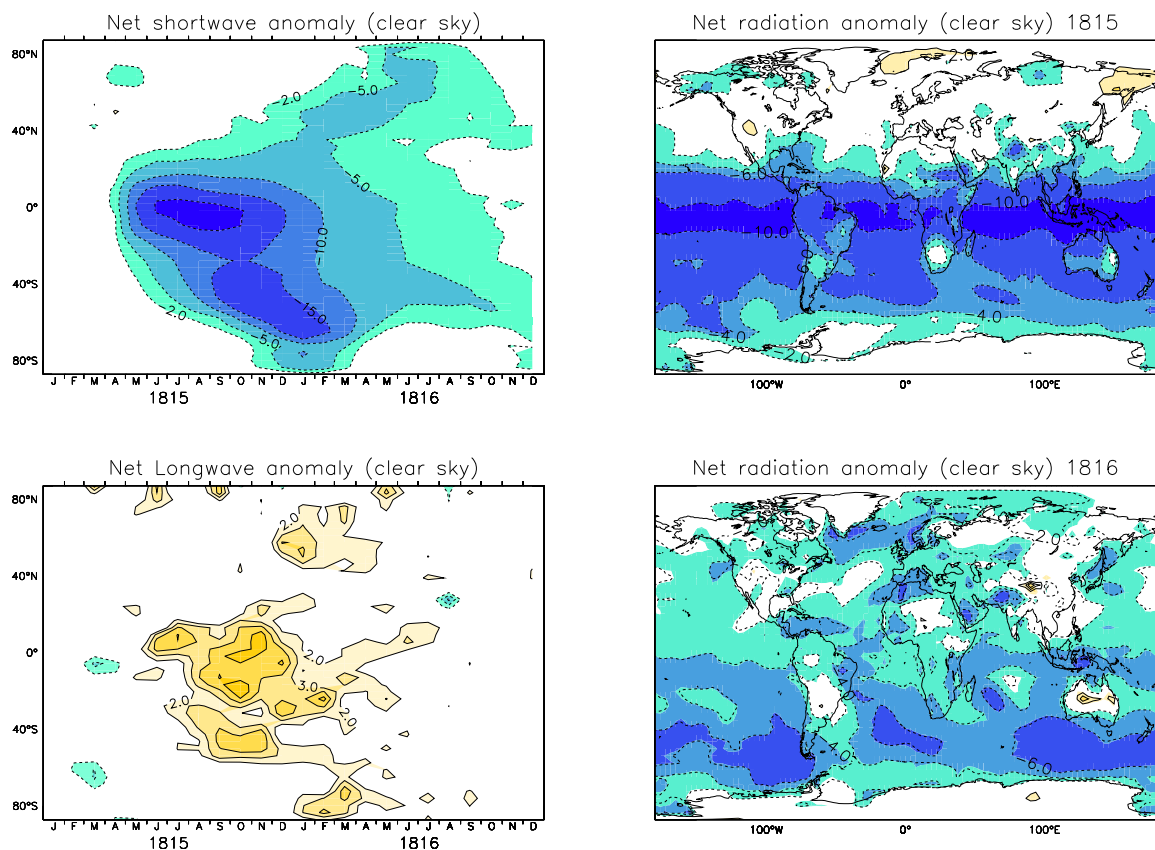 Net shortwave anomaly (clear sky)
80°N
40°N
0°
40°S
80°S
-2.0
-5.0
-5.0
-10.0
-15.0
-2.0
-5.0
J F M A M J J A S O N D J F M A M J J A S O N D
1815 1816
Net radiation anomaly (clear sky) 1815
-2.0
-6.0
-10.0
-10.0
-6.0
-4.0
-4.0
-2.0
100°W 0° 100°E
Net Longwave anomaly (clear sky)
80°N
40°N
0°
40°S
80°S
2.0
2.0
3.0
2.0
2.0
J F M A M J J A S O N D J F M A M J J A S O N D
1815 1816
Net radiation anomaly (clear sky) 1816
-2.0
-4.0
-6.0
100°W 0° 100°E